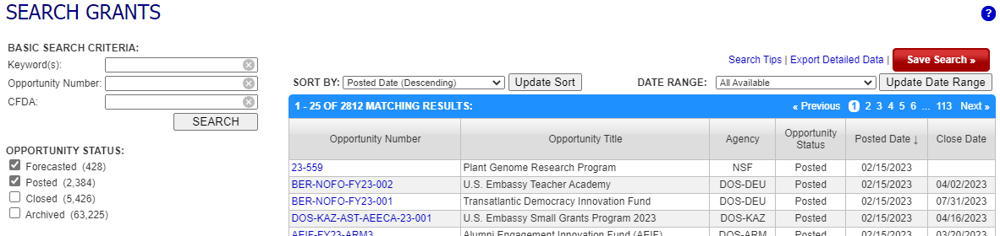 SEARCH GRANTS
?
BASIC SEARCH CRITERIA:
Keyword(s):
Opportunity Number:
CFDA:
SEARCH
OPPORTUNITY STATUS:
Forecasted (428)
Posted (2,384)
Closed (5,426)
Archived (63,225)
Search Tips | Export Detailed Data | Save Search »
SORT BY: Posted Date (Descending) Update Sort DATE RANGE: All Available Update Date Range
1 - 25 OF 2812 MATCHING RESULTS: « Previous 1 2 3 4 5 6 ... 113 Next »
Opportunity Number Opportunity Title Agency Opportunity Status Posted Date ↓ Close Date
23-559 Plant Genome Research Program NSF Posted 02/15/2023
BER-NOFO-FY23-002 U.S. Embassy Teacher Academy DOS-DEU Posted 02/15/2023 04/02/2023
BER-NOFO-FY23-001 Transatlantic Democracy Innovation Fund DOS-DEU Posted 02/15/2023 07/31/2023
DOS-KAZ-AST-AEECA-23-001 U.S. Embassy Small Grants Program 2023 DOS-KAZ Posted 02/15/2023 04/16/2023
AEIF-FY23-ARM3 Alumni Engagement Innovation Fund (AEIF) DOS-ARM Posted 02/15/2023 03/20/2023